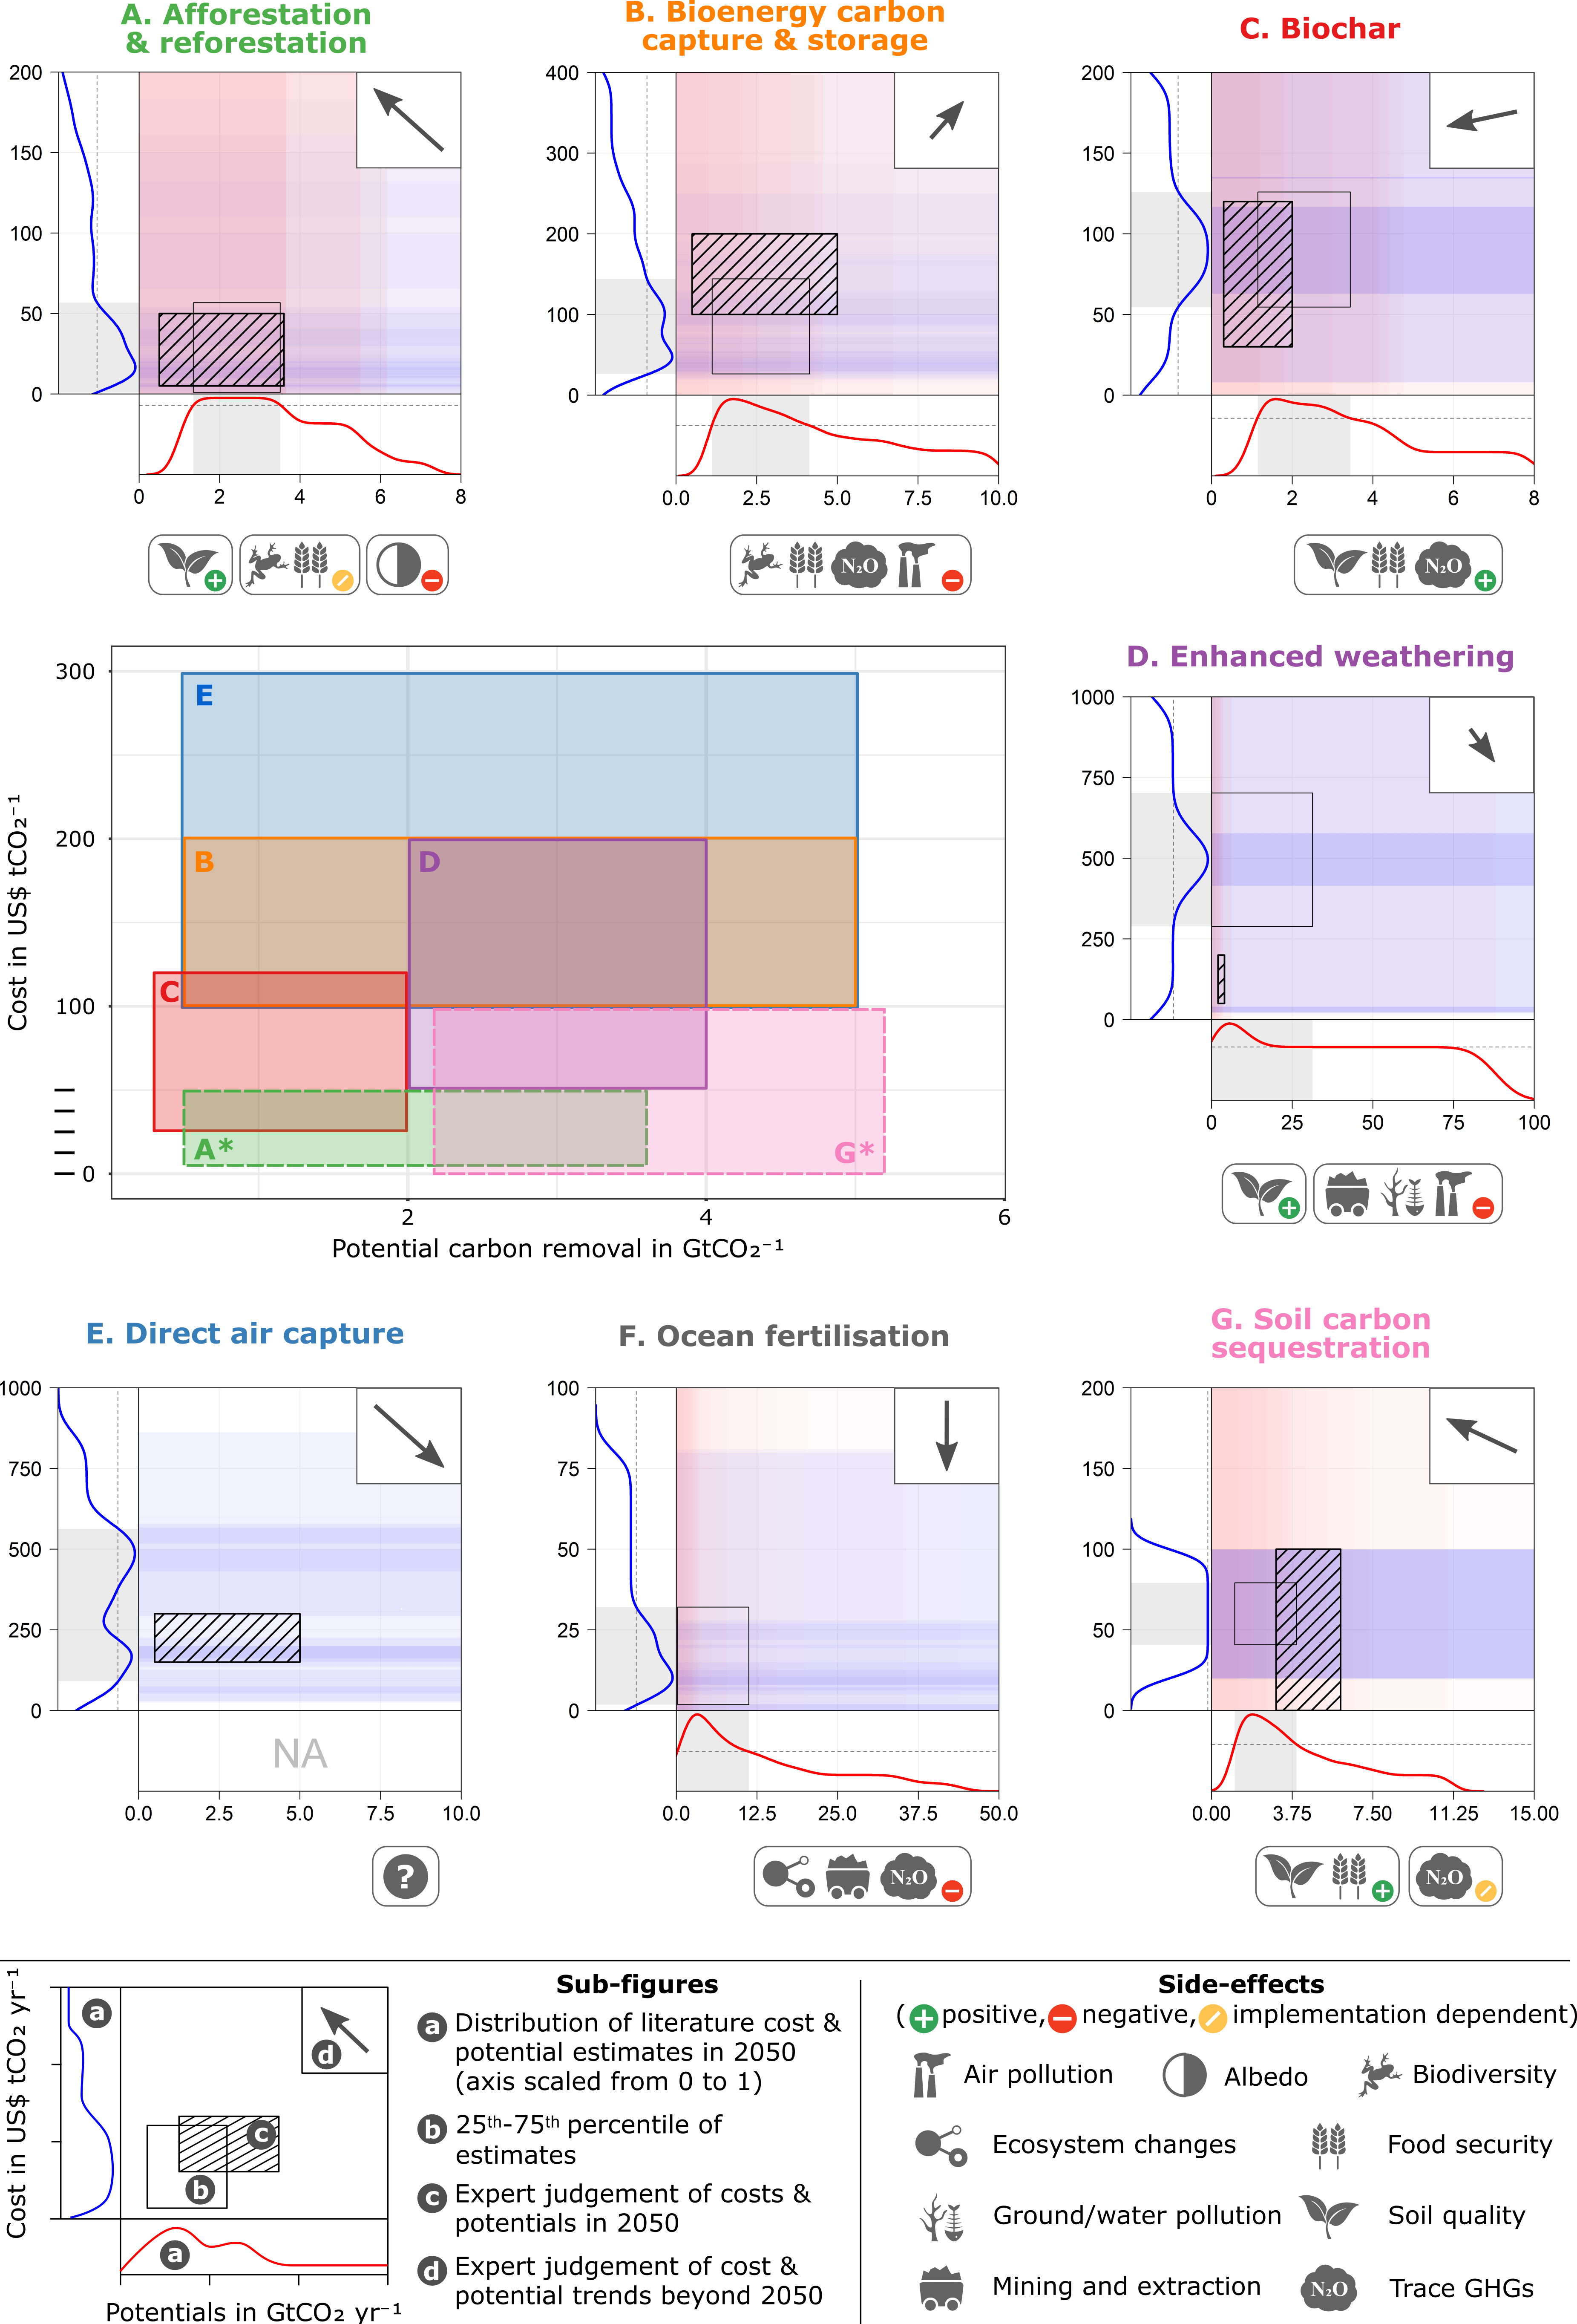 A. Afforestation
& reforestation
200
150
100
50
0
0 2 4 6 8
B. Bioenergy carbon
capture & storage
400
300
200
100
0
0.0 2.5 5.0 7.5 10.0
N₂O
C. Biochar
200
150
100
50
0
0 2 4 6 8
N₂O
Cost in US$ tCO₂⁻¹
300
200
100
0
E
B
D
C
A*
G*
2 4 6
Potential carbon removal in GtCO₂⁻¹
D. Enhanced weathering
1000
750
500
250
0
0 25 50 75 100
E. Direct air capture
1000
750
500
250
0
NA
0.0 2.5 5.0 7.5 10.0
?
F. Ocean fertilisation
100
75
50
25
0
0.0 12.5 25.0 37.5 50.0
N₂O
G. Soil carbon
sequestration
200
150
100
50
0
0.00 3.75 7.50 11.25 15.00
N₂O
Cost in US$ tCO₂ yr⁻¹
a
d
c
b
a
Potentials in GtCO₂ yr⁻¹
Sub-figures
a Distribution of literature cost &
potential estimates in 2050
(axis scaled from 0 to 1)
b 25th-75th percentile of
estimates
c Expert judgement of costs &
potentials in 2050
d Expert judgement of cost &
potential trends beyond 2050
Side-effects
(+ positive, − negative, / implementation dependent)
Air pollution
Albedo
Biodiversity
Ecosystem changes
Food security
Ground/water pollution
Soil quality
Mining and extraction
N₂O Trace GHGs